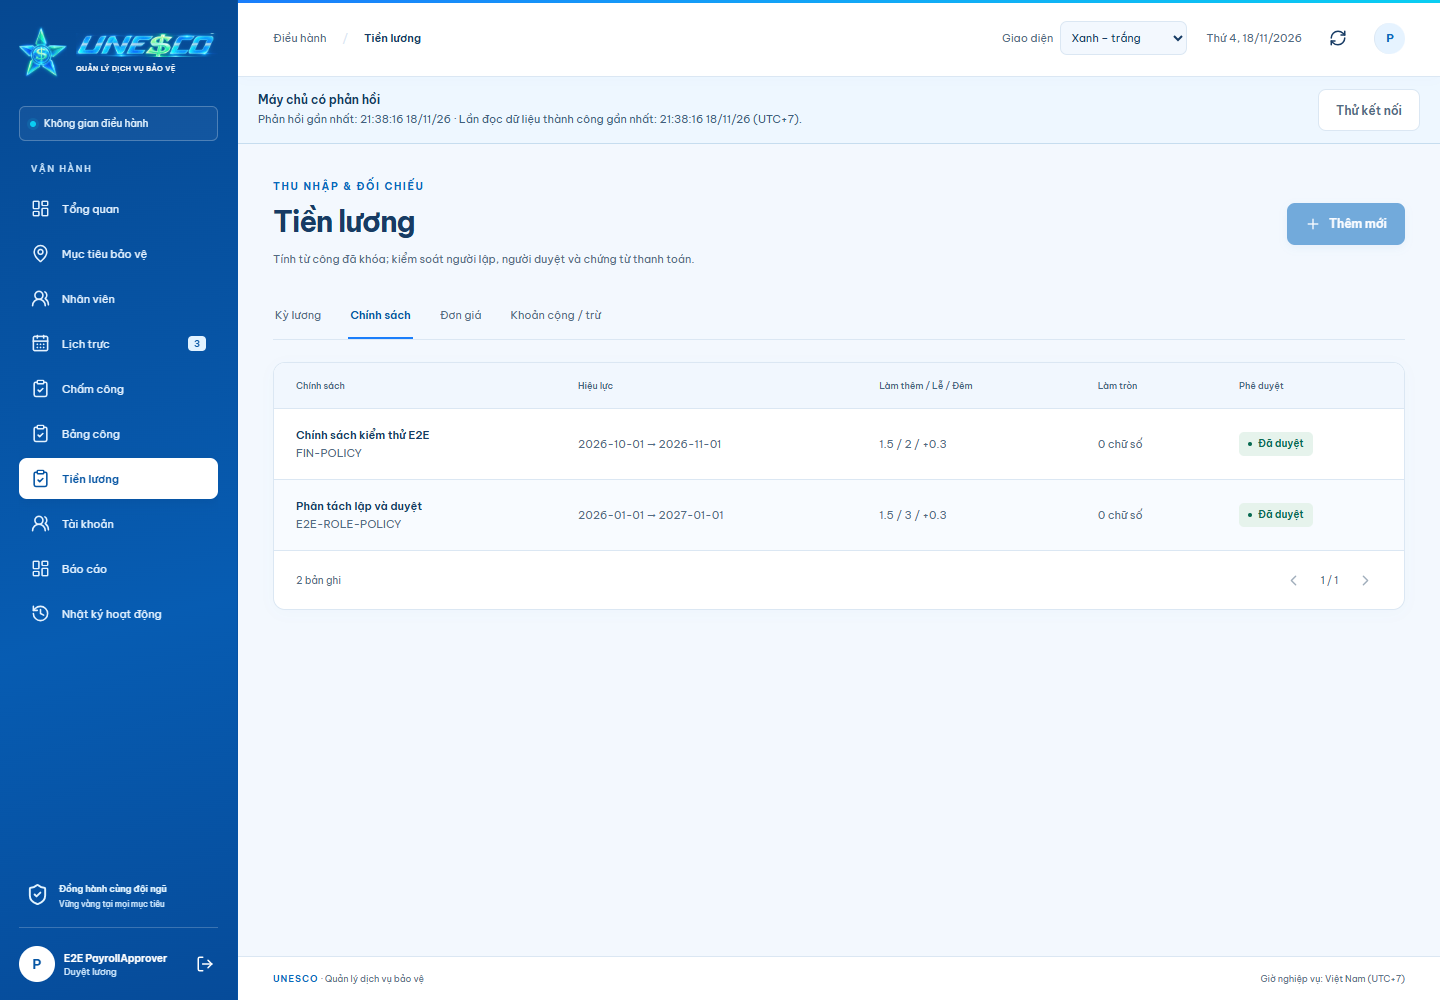 UNE$CO
QUẢN LÝ DỊCH VỤ BẢO VỆ
Không gian điều hành
VẬN HÀNH
Tổng quan
Mục tiêu bảo vệ
Nhân viên
Lịch trực
3
Chấm công
Bảng công
Tiền lương
Tài khoản
Báo cáo
Nhật ký hoạt động
Đồng hành cùng đội ngũ
Vững vàng tại mọi mục tiêu
P
E2E PayrollApprover
Duyệt lương
Điều hành / Tiền lương
Giao diện
Xanh – trắng
Thứ 4, 18/11/2026
P
Máy chủ có phản hồi
Phản hồi gần nhất: 21:38:16 18/11/26 · Lần đọc dữ liệu thành công gần nhất: 21:38:16 18/11/26 (UTC+7).
Thử kết nối
THU NHẬP & ĐỐI CHIẾU
Tiền lương
Tính từ công đã khóa; kiểm soát người lập, người duyệt và chứng từ thanh toán.
+ Thêm mới
Kỳ lương Chính sách Đơn giá Khoản cộng / trừ
Chính sách Hiệu lực Làm thêm / Lễ / Đêm Làm tròn Phê duyệt
Chính sách kiểm thử E2E
FIN-POLICY
2026-10-01 → 2026-11-01
1.5 / 2 / +0.3
0 chữ số
Đã duyệt
Phân tách lập và duyệt
E2E-ROLE-POLICY
2026-01-01 → 2027-01-01
1.5 / 3 / +0.3
0 chữ số
Đã duyệt
2 bản ghi
1 / 1
UNESCO · Quản lý dịch vụ bảo vệ
Giờ nghiệp vụ: Việt Nam (UTC+7)